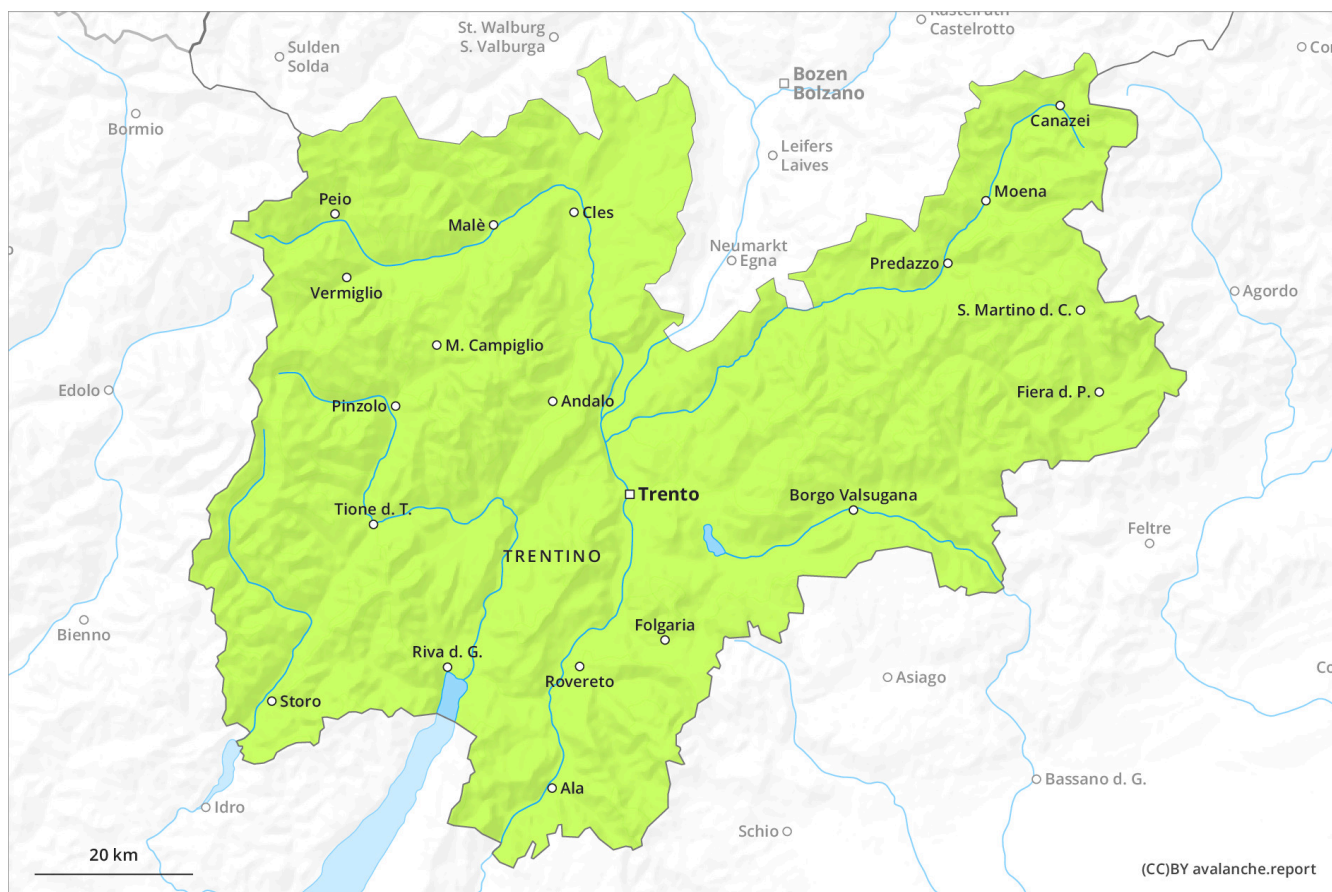 Kastelruth
Castelrotto
St. Walburg
S. Valburga
Sulden
Solda
Bozen
Bolzano
Bormio
Canazei
Leifers
Laives
Moena
Peio
Malè
Cles
Neumarkt
Egna
Predazzo
Vermiglio
Agordo
S. Martino d. C.
M. Campiglio
Edolo
Pinzolo
Andalo
Fiera d. P.
Trento
Borgo Valsugana
Tione d. T.
Feltre
TRENTINO
Bienno
Folgaria
Riva d. G.
Rovereto
Asiago
Storo
Bassano d. G.
Ala
Idro
Schio
20 km
(CC)BY avalanche.report